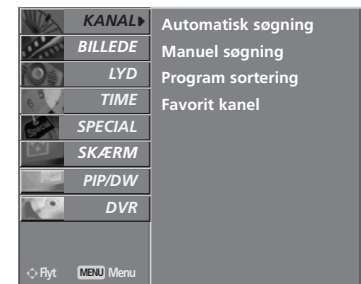 KANAL
BILLEDE
LYD
TIME
SPECIAL
SKÆRM
PIP/DW
DVR
Flyt MENU Menu
Automatisk søgning
Manuel søgning
Program sortering
Favorit kanel